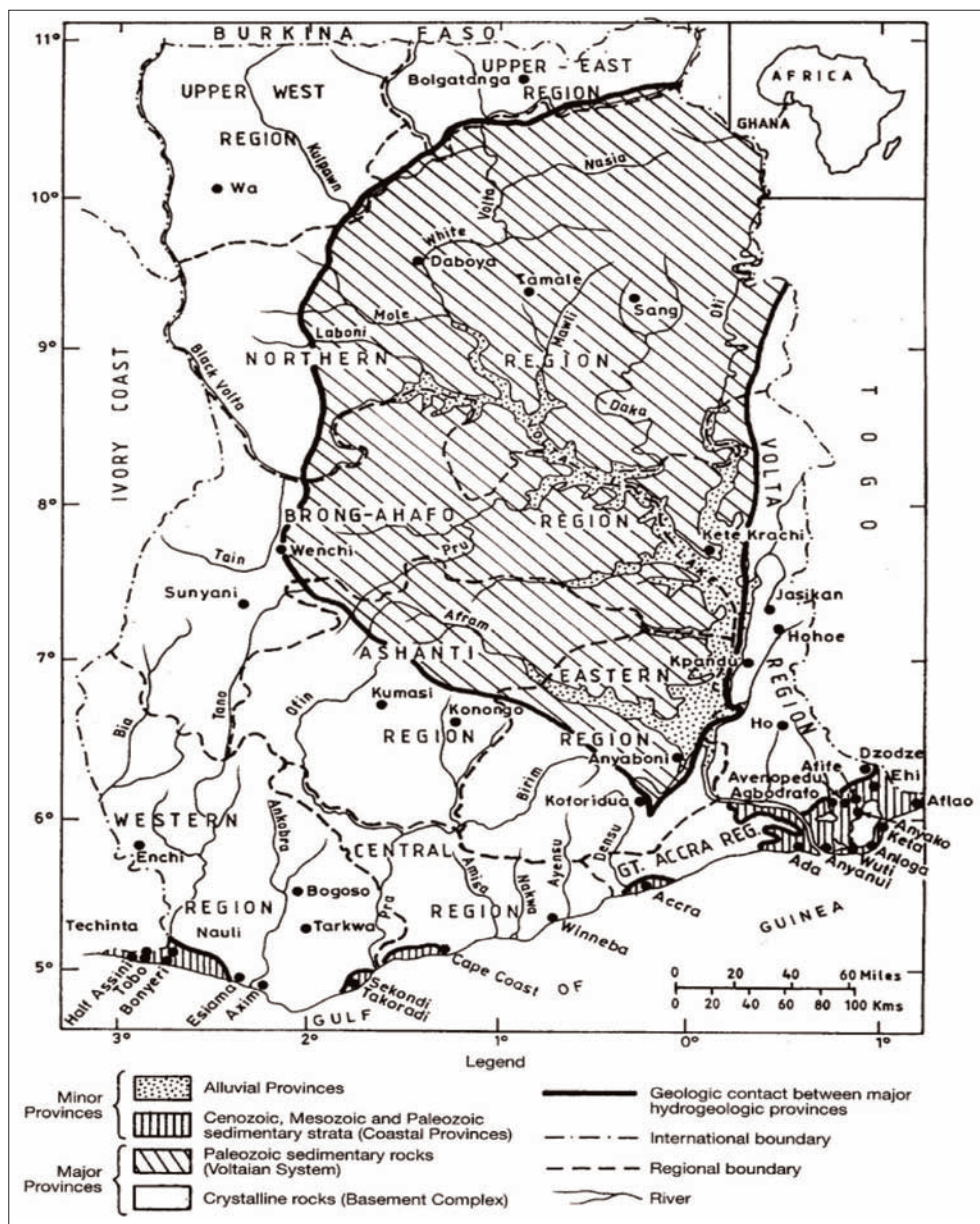 11°
BURKINA FASO
UPPER - EAST
REGION
Bolgatanga
UPPER WEST
REGION
Kulpawn
AFRICA
GHANA
Nasia
10°
Wa
White
Volta
Daboya
Tamale
Sang
Oti
Mole
Mawli
Laboni
9°
NORTHERN
REGION
Black Volta
Daka
IVORY COAST
TOGO
VOLTA
8°
BRONG-AHAFO
REGION
VOLTA
LAKE
Kete Krachi
Pru
Wenchi
Tain
Sunyani
Jasikan
Hohoe
Afram
7°
ASHANTI
EASTERN
Kpandu
REGION
Bia
Tano
Ofin
Kumasi
Konongo
REGION
REGION
Ho
Anyaboni
Dzodze
Afife
Ehi
Avenopedu
Agbodrafo
Aflao
Birim
Koforidua
6°
WESTERN
Ankobra
Anyako
Keta
Anloga
Wuti
Anyanui
Ada
CENTRAL
GT. ACCRA REG.
Densu
Ayensu
Enchi
Amisa
Nakwa
Bogoso
REGION
REGION
Pra
Accra
GUINEA
Techinta
Nauli
Tarkwa
Winneba
5°
Half Assini
Tobo
Bonyeri
Esiama
Axim
Sekondi
Takoradi
Cape Coast
OF
GULF
0 20 40 60 Miles
0 20 40 60 80 100 Kms
3° 2° 1° 0° 1°
Legend
Minor
Provinces
Alluvial Provinces
Cenozoic, Mesozoic and Paleozoic
sedimentary strata (Coastal Provinces)
Major
Provinces
Paleozoic sedimentary rocks
(Voltaian System)
Crystalline rocks (Basement Complex)
Geologic contact between major
hydrogeologic provinces
International boundary
Regional boundary
River